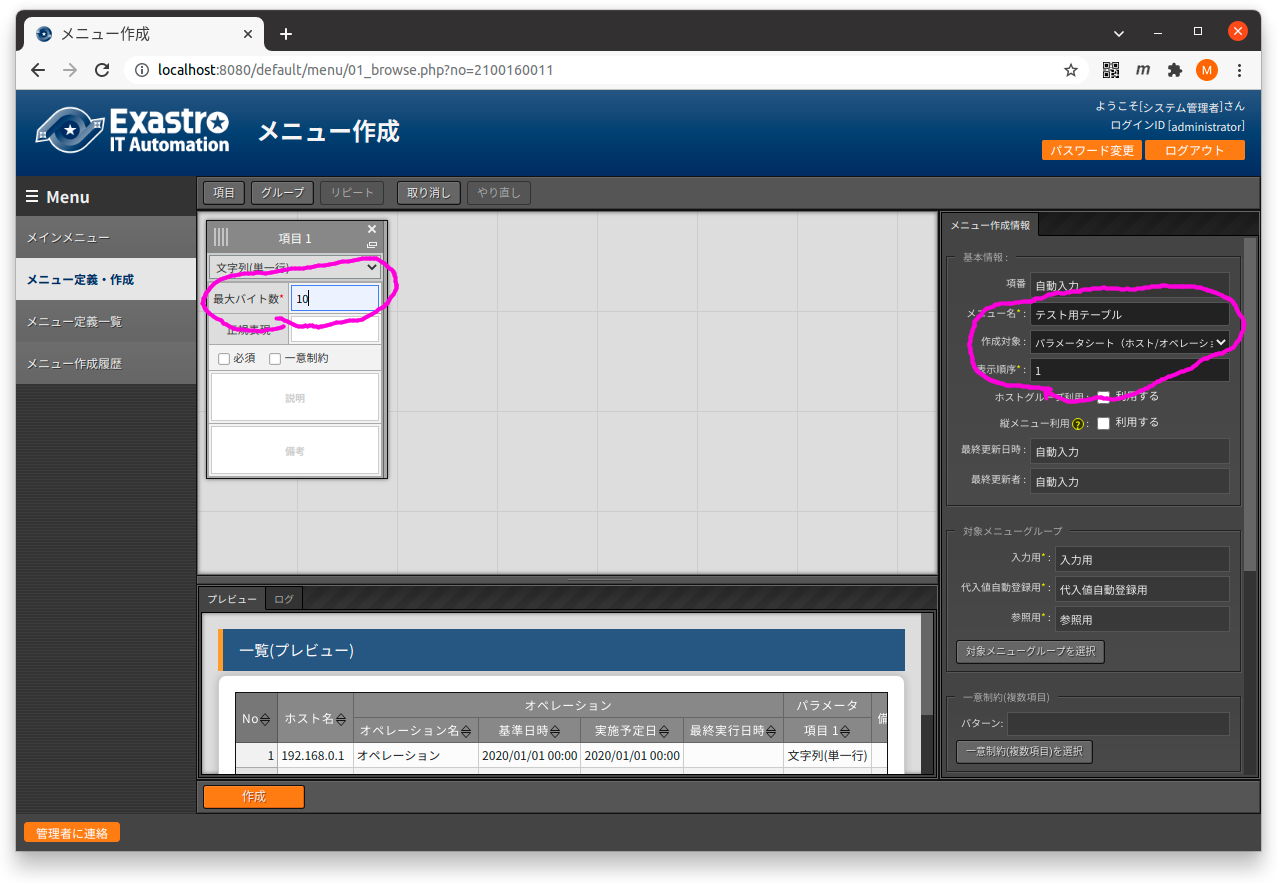 メニュー作成
localhost:8080/default/menu/01_browse.php?no=2100160011
M
Exastro
IT Automation
メニュー作成
ようこそ[システム管理者]さん
ログインID [administrator]
パスワード変更 ログアウト
Menu
メインメニュー
メニュー定義・作成
メニュー定義一覧
メニュー作成履歴
項目 グループ リピート 取り消し やり直し
項目 1
文字列(単一行)
最大バイト数* 10
正規表現
必須 一意制約
説明
備考
プレビュー ログ
一覧(プレビュー)
No ホスト名 オペレーション パラメータ 備
オペレーション名 基準日時 実施予定日 最終実行日時 項目 1
1 192.168.0.1 オペレーション 2020/01/01 00:00 2020/01/01 00:00 文字列(単一行)
作成
メニュー作成情報
基本情報 :
項番 自動入力
メニュー名* : テスト用テーブル
作成対象 : パラメータシート（ホスト/オペレーショ
表示順序* : 1
ホストグループ利用 : 利用する
縦メニュー利用 ? : 利用する
最終更新日時 : 自動入力
最終更新者 : 自動入力
対象メニューグループ
入力用* : 入力用
代入値自動登録用* : 代入値自動登録用
参照用* : 参照用
対象メニューグループを選択
一意制約(複数項目)
パターン:
一意制約(複数項目)を選択
管理者に連絡